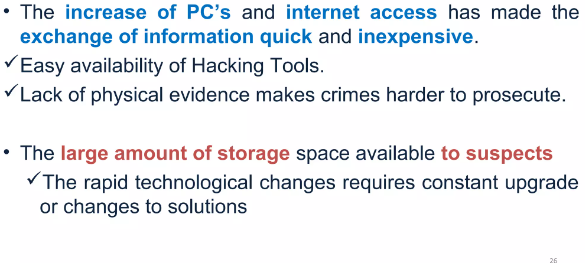 • The increase of PC’s and internet access has made the
exchange of information quick and inexpensive.
✓Easy availability of Hacking Tools.
✓Lack of physical evidence makes crimes harder to prosecute.
• The large amount of storage space available to suspects
✓The rapid technological changes requires constant upgrade
or changes to solutions
26